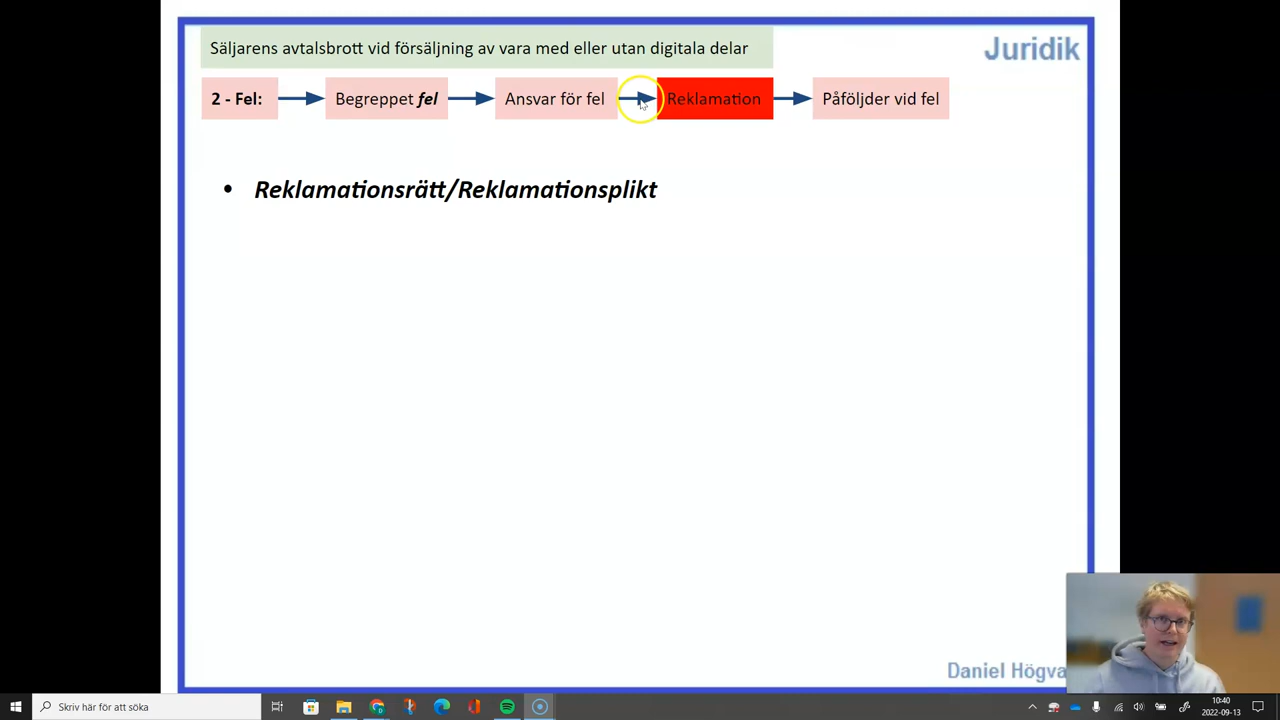 Säljarens avtalsbrott vid försäljning av vara med eller utan digitala delar
Juridik
2 - Fel:
Begreppet fel
Ansvar för fel
Reklamation
Påföljder vid fel
• Reklamationsrätt/Reklamationsplikt
Daniel Högva
Skriv här för att söka
10:40
2022-09-13